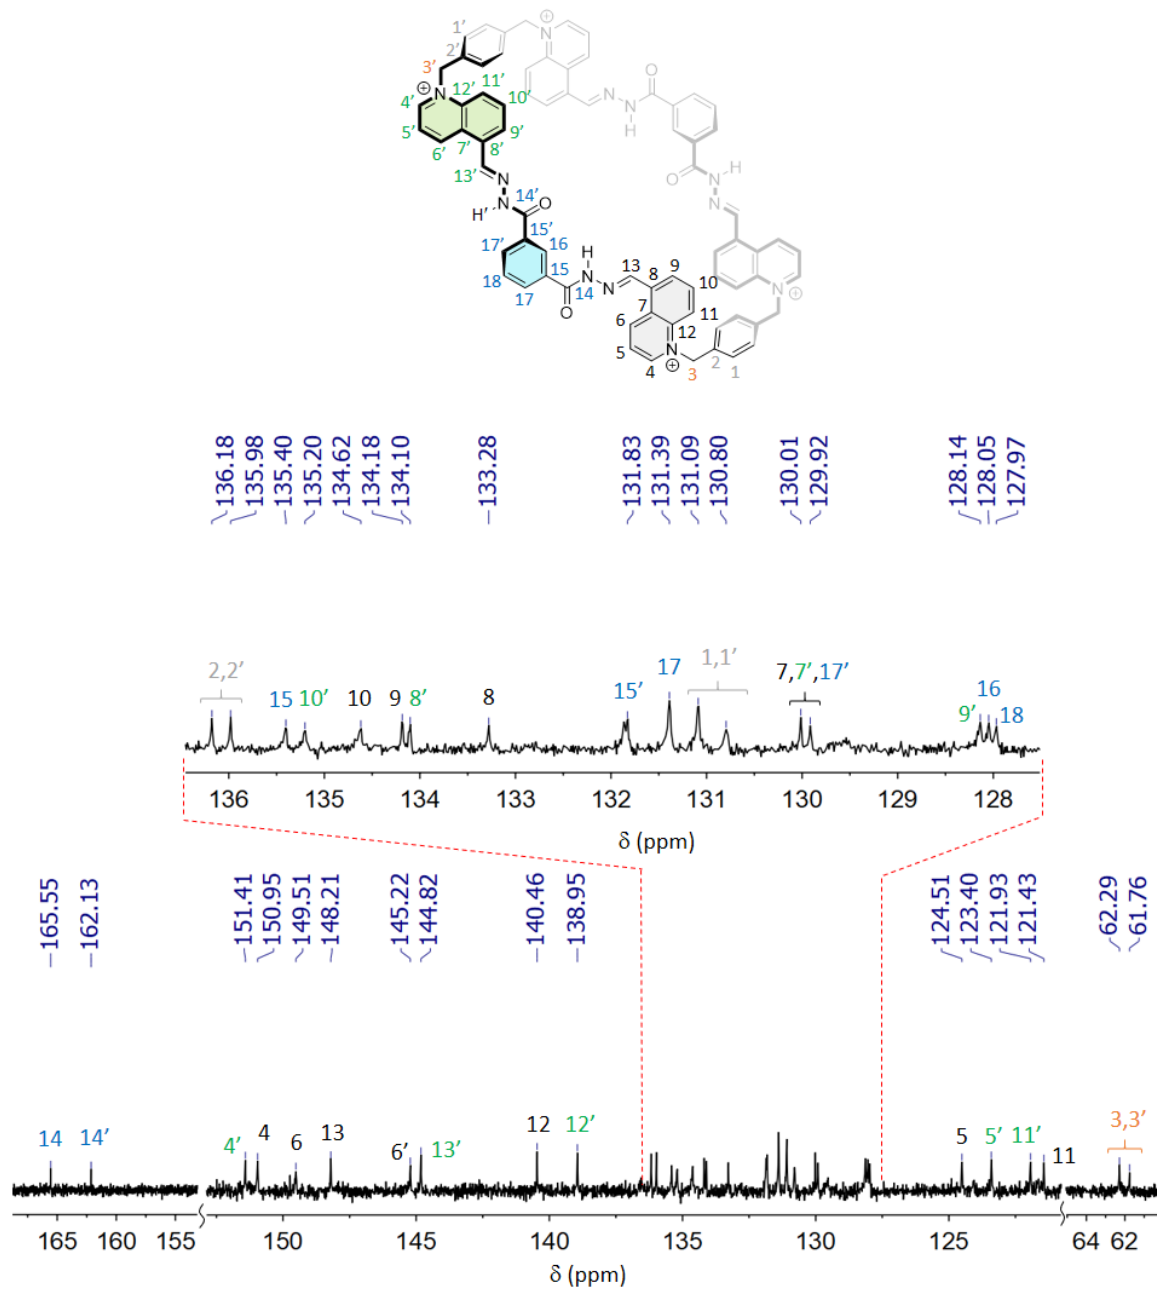 1' N ⊕
2' O
3' 11' N N
⊕ N 12' 10' H
4'
5' 9'
6' 7' 8' H
13' N O N
N N
H' N 14' O
15'
17' 16 H 13 9
18 15 N N 8 10
17 14 7 11 N ⊕
O 6 12
5 N 2 1
4 ⊕ 3
136.18
135.98
135.40
135.20
134.62
134.18
134.10
133.28
131.83
131.39
131.09
130.80
130.01
129.92
128.14
128.05
127.97
2,2' 15 10' 10 9 8' 8 15' 17 1,1' 7,7',17' 9' 16 18
136 135 134 133 132 131 130 129 128
δ (ppm)
165.55
162.13
151.41
150.95
149.51
148.21
145.22
144.82
140.46
138.95
124.51
123.40
121.93
121.43
62.29
61.76
14 14' 4' 4 6 13 6' 13' 12 12' 5 5' 11' 11 3,3'
165 160 155 150 145 140 135 130 125 64 62
δ (ppm)